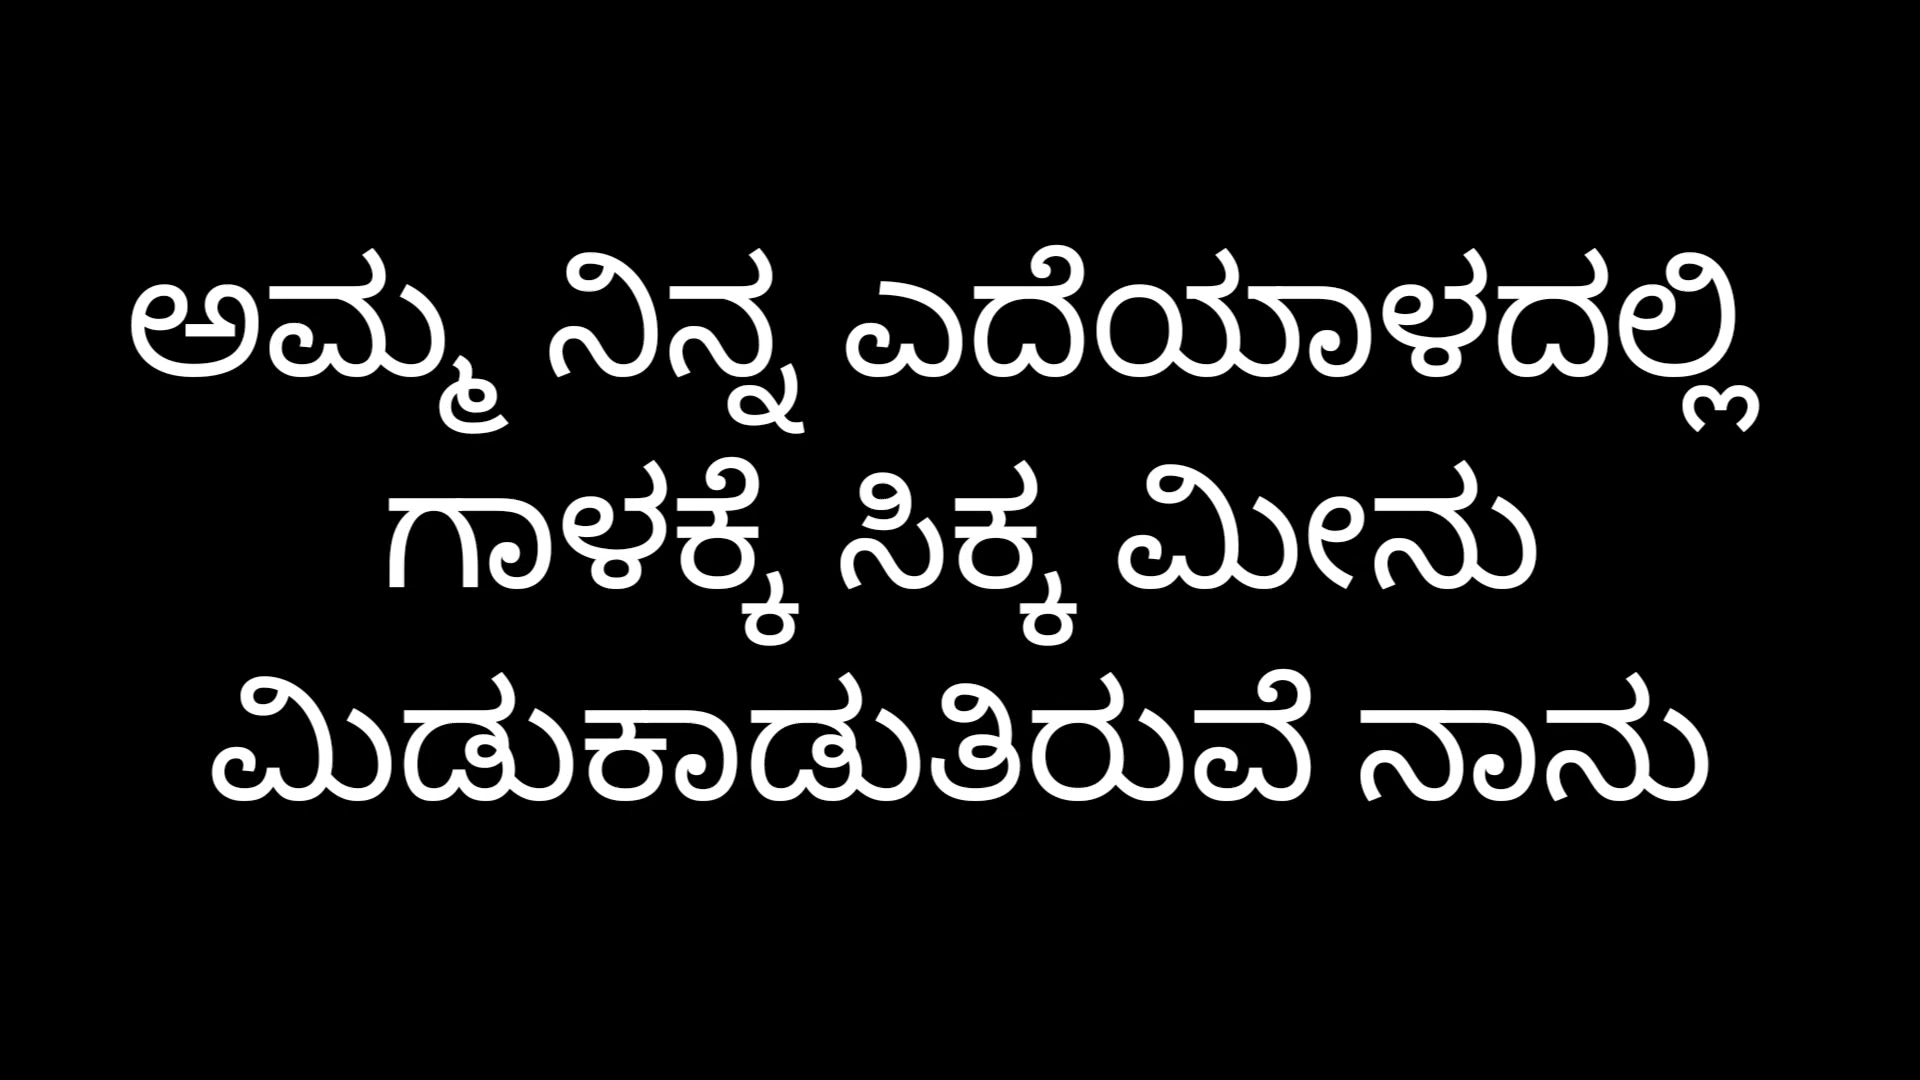 ಅಮ್ಮ ನಿನ್ನ ಎದೆಯಾಳದಲ್ಲಿ
ಗಾಳಕ್ಕೆ ಸಿಕ್ಕ ಮೀನು
ಮಿಡುಕಾಡುತಿರುವೆ ನಾನು